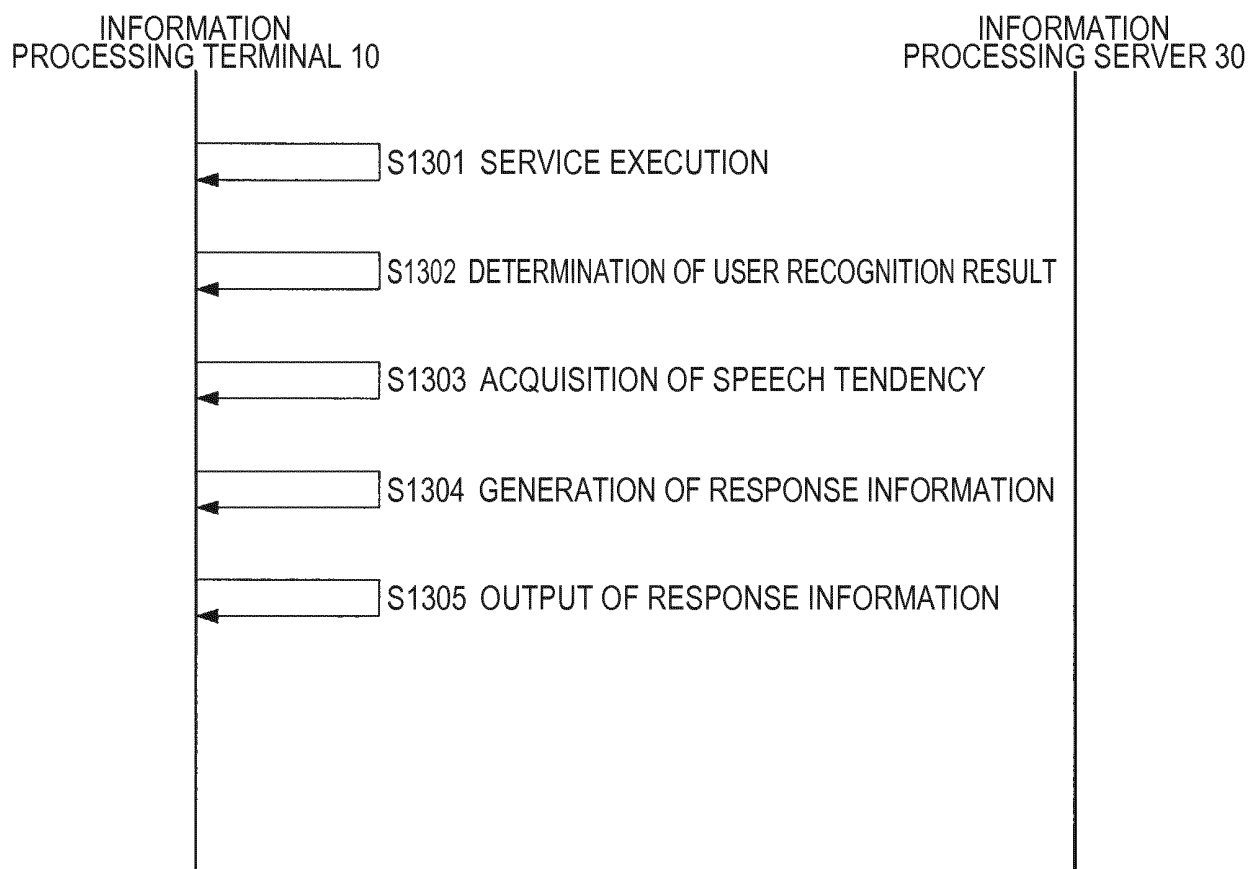 INFORMATION
PROCESSING TERMINAL 10
INFORMATION
PROCESSING SERVER 30
S1301 SERVICE EXECUTION
S1302 DETERMINATION OF USER RECOGNITION RESULT
S1303 ACQUISITION OF SPEECH TENDENCY
S1304 GENERATION OF RESPONSE INFORMATION
S1305 OUTPUT OF RESPONSE INFORMATION